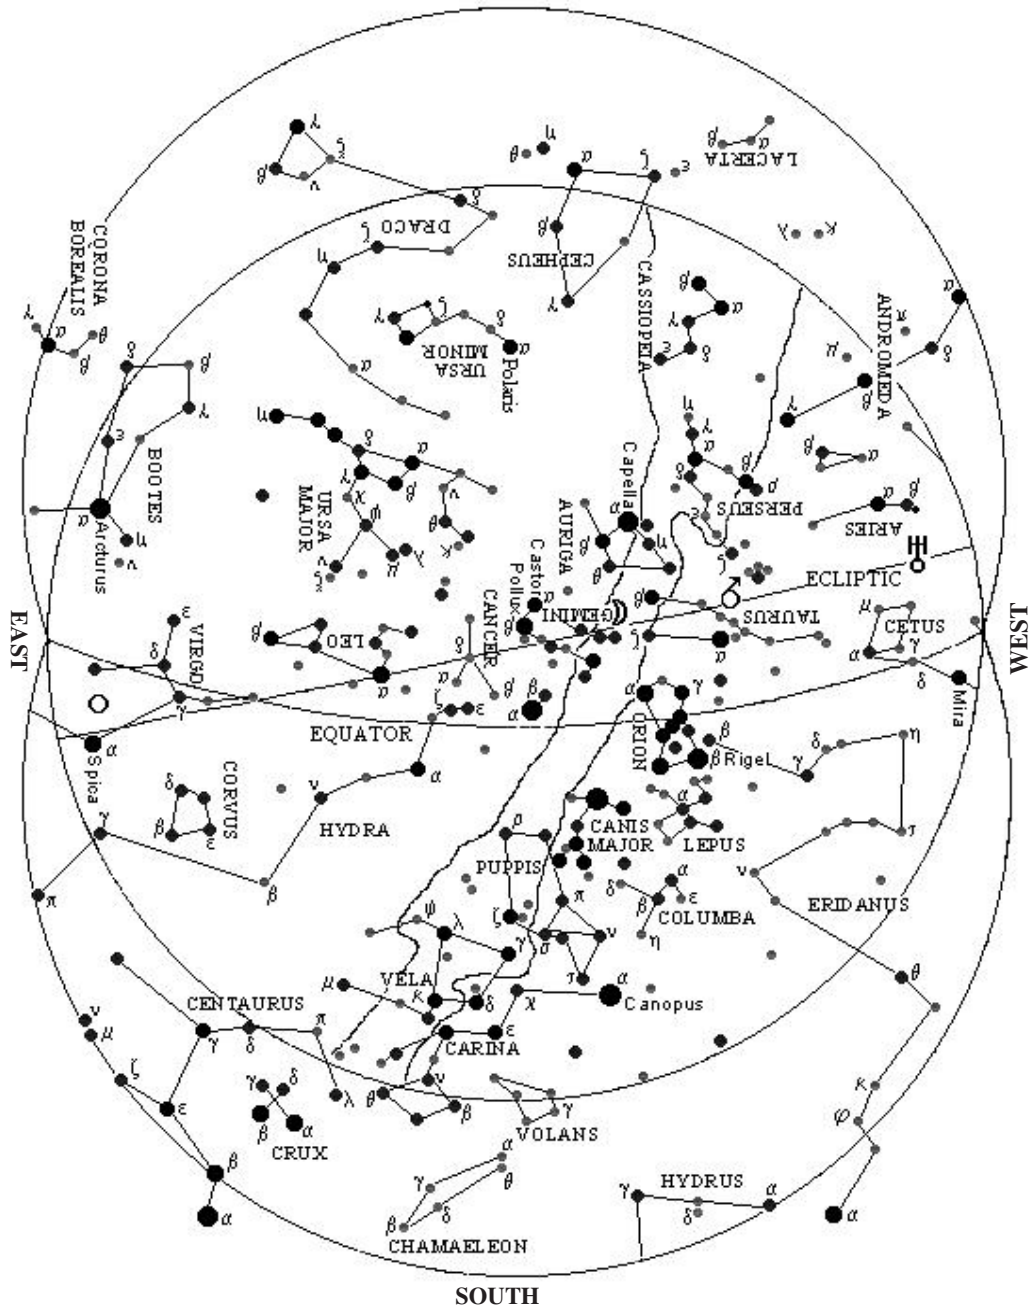 LACERTA
DRACO
CEPHEUS
CORONA
BOREALIS
CASSIOPEIA
ANDROMEDA
URSA
MINOR
Polaris
BOOTES
Arcturus
URSA
MAJOR
Capella
AURIGA
PERSEUS
ARIES
Castor
Pollux
GEMINI
ECLIPTIC
TAURUS
CETUS
EAST
WEST
VIRGO
LEO
CANCER
Mira
EQUATOR
ORION
Rigel
Spica
CORVUS
HYDRA
CANIS
MAJOR
LEPUS
PUPPIS
COLUMBA
ERIDANUS
VELA
CENTAURUS
Canopus
CARINA
CRUX
VOLANS
HYDRUS
CHAMAELEON
SOUTH